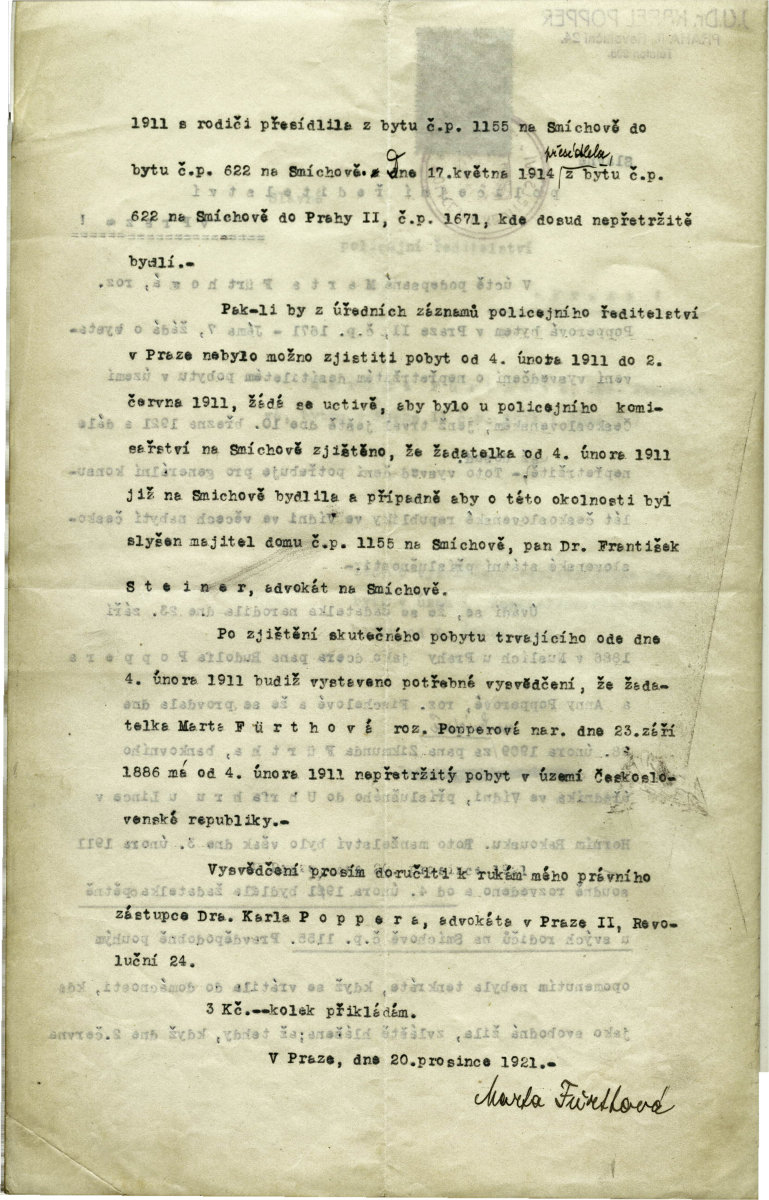 1911 s rodiči přesídlila z bytu č.p. 1155 na Smíchově do
přesídlela
bytu č.p. 622 na Smíchově. Dne 17.května 1914 z bytu č.p.
622 na Smíchově do Prahy II, č.p. 1671, kde dosud nepřetržitě
bydlí.-
Pak-li by z úředních záznamů policejního ředitelství
v Praze nebylo možno zjistiti pobyt od 4. února 1911 do 2.
června 1911, žádá se uctivě, aby bylo u policejního komi-
sařství na Smíchově zjištěno, že žadatelka od 4. února 1911
již na Smichově bydlila a případně aby o této okolnosti byl
slyšen majitel domu č.p. 1155 na Smíchově, pan Dr. František
S t e i n e r, advokát na Smíchově.
Po zjištění skutečného pobytu trvajícího ode dne
4. února 1911 budiž vystaveno potřebné vysvědčení, že žada-
telka Marta F ü r t h o v á roz. Popperová nar. dne 23.září
1886 má od 4. února 1911 nepřetržitý pobyt v území Českoslo-
venské republiky.-
Vysvědčení prosím doručiti k rukám mého právního
zástupce Dra. Karla P o p p e r a, advokáta v Praze II, Revo-
luční 24.
3 Kč.--kolek přikládám.
V Praze, dne 20.prosince 1921.-
Marta Fürthová